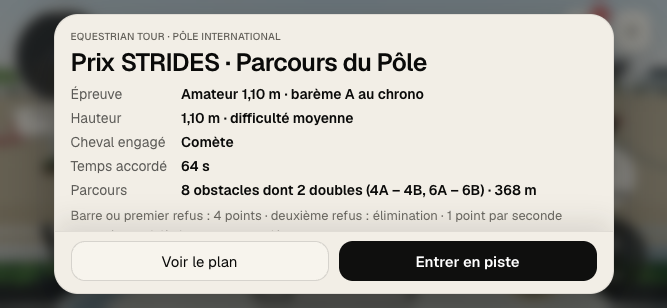 EQUESTRIAN TOUR · PÔLE INTERNATIONAL
Prix STRIDES · Parcours du Pôle
Épreuve Amateur 1,10 m · barème A au chrono
Hauteur 1,10 m · difficulté moyenne
Cheval engagé Comète
Temps accordé 64 s
Parcours 8 obstacles dont 2 doubles (4A – 4B, 6A – 6B) · 368 m
Barre ou premier refus : 4 points · deuxième refus : élimination · 1 point par seconde
Voir le plan Entrer en piste